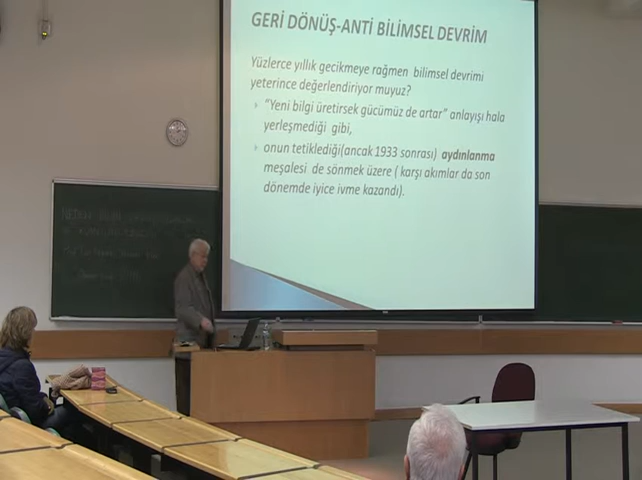 GERİ DÖNÜŞ-ANTİ BİLİMSEL DEVRİM
Yüzlerce yıllık gecikmeye rağmen bilimsel devrimi
yeterince değerlendiriyor muyuz?
"Yeni bilgi üretirsek gücümüz de artar" anlayışı hala
yerleşmediği gibi,
onun tetiklediği(ancak 1933 sonrası) aydınlanma
meşalesi de sönmek üzere ( karşı akımlar da son
dönemde iyice ivme kazandı).